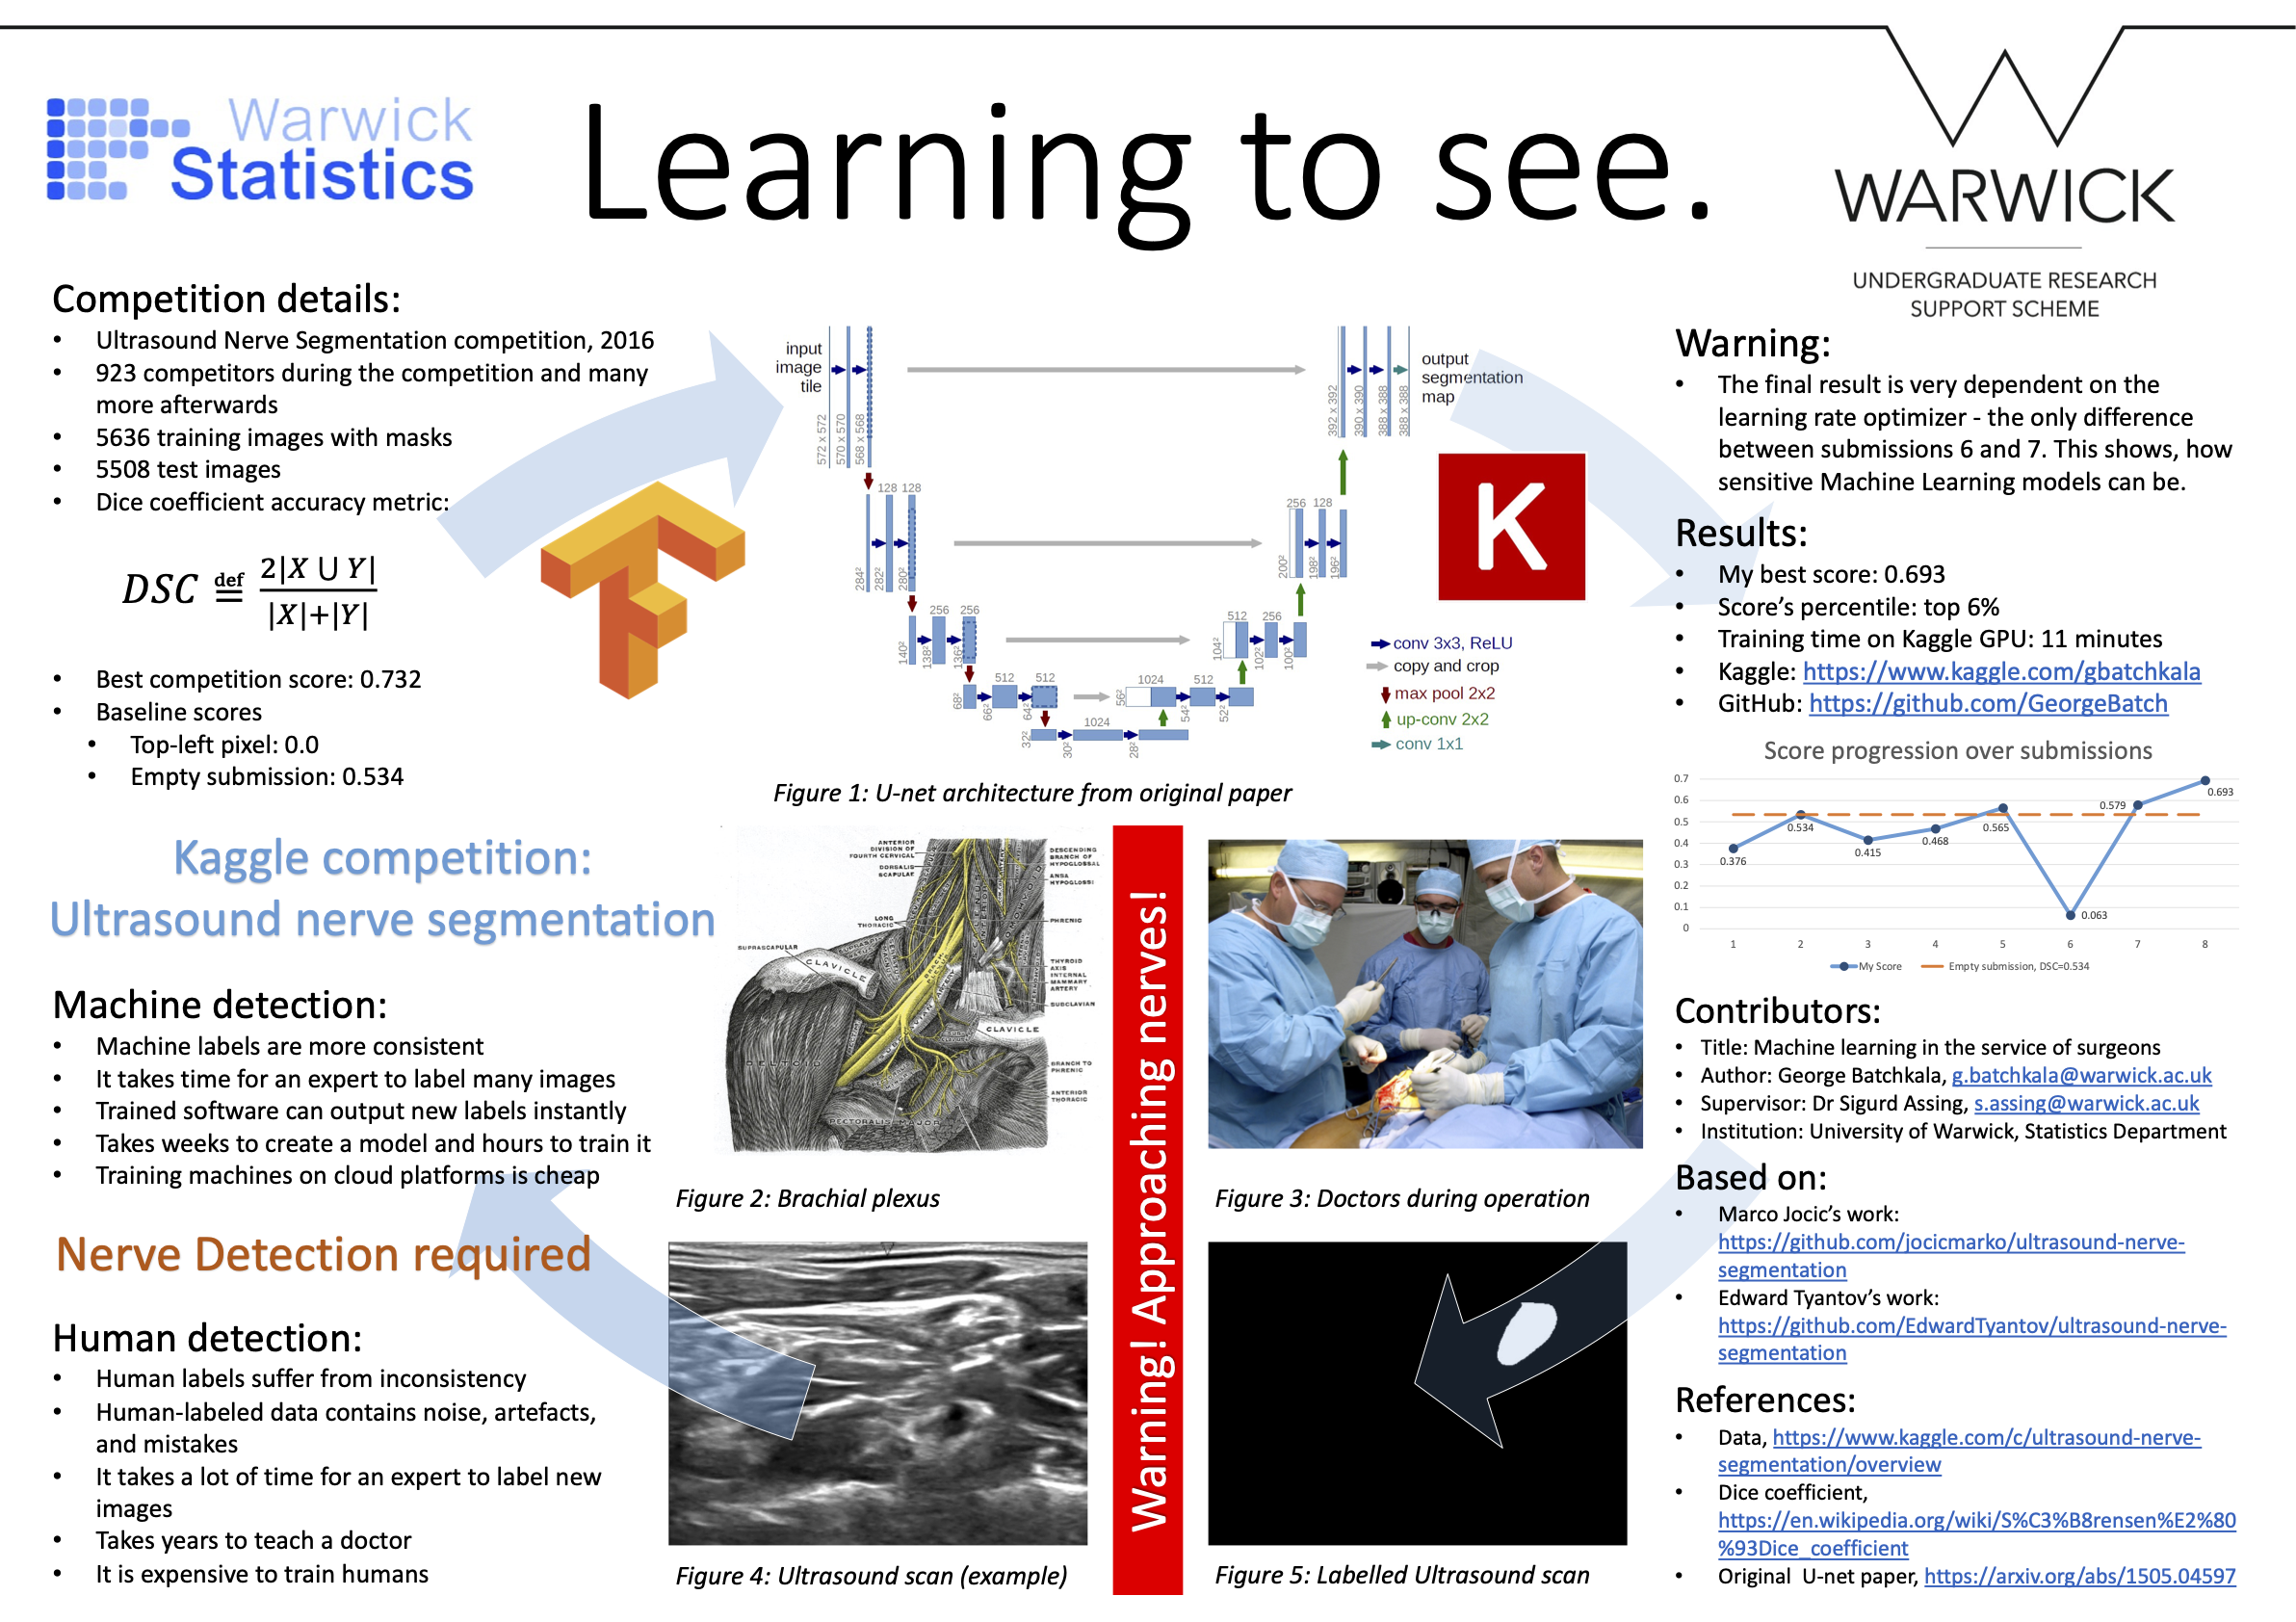 Warwick
Statistics
Learning to see.
WARWICK
UNDERGRADUATE RESEARCH
SUPPORT SCHEME
Competition details:
• Ultrasound Nerve Segmentation competition, 2016
• 923 competitors during the competition and many
more afterwards
• 5636 training images with masks
• 5508 test images
• Dice coefficient accuracy metric:
DSC ≝ 2|X ∪ Y| / |X|+|Y|
• Best competition score: 0.732
• Baseline scores
• Top-left pixel: 0.0
• Empty submission: 0.534
Kaggle competition:
Ultrasound nerve segmentation
Machine detection:
• Machine labels are more consistent
• It takes time for an expert to label many images
• Trained software can output new labels instantly
• Takes weeks to create a model and hours to train it
• Training machines on cloud platforms is cheap
Nerve Detection required
Human detection:
• Human labels suffer from inconsistency
• Human-labeled data contains noise, artefacts,
and mistakes
• It takes a lot of time for an expert to label new
images
• Takes years to teach a doctor
• It is expensive to train humans
input
image
tile
572 x 572
570 x 570
568 x 568
128 128
284²
282²
280²
256 256
140²
138²
136²
512 512
68²
66²
64²
1024
32²
30²
28²
1024 512
56²
54²
52²
512 256
104²
102²
100²
256 128
200²
198²
196²
392 x 392
390 x 390
388 x 388
388 x 388
output
segmentation
map
K
conv 3x3, ReLU
copy and crop
max pool 2x2
up-conv 2x2
conv 1x1
Figure 1: U-net architecture from original paper
ANTERIOR
DIVISION OF
FOURTH CERVICAL
DORSALIS
SCAPULAE
LONG
THORACIC
SUPRASCAPULAR
CLAVICLE
DELTOID
PECTORALIS MAJOR
DESCENDING
BRANCH OF
HYPOGLOSSAL
ANSA
HYPOGLOSSI
PHRENIC
THYROID
AXIS
INTERNAL
MAMMARY
ARTERY
SUBCLAVIAN
CLAVICLE
BRANCH TO
PHRENIC
ANTERIOR
THORACIC
Figure 2: Brachial plexus
Warning! Approaching nerves!
Figure 3: Doctors during operation
Figure 4: Ultrasound scan (example)
Figure 5: Labelled Ultrasound scan
Warning:
• The final result is very dependent on the
learning rate optimizer - the only difference
between submissions 6 and 7. This shows, how
sensitive Machine Learning models can be.
Results:
• My best score: 0.693
• Score's percentile: top 6%
• Training time on Kaggle GPU: 11 minutes
• Kaggle: https://www.kaggle.com/gbatchkala
• GitHub: https://github.com/GeorgeBatch
Score progression over submissions
0.7
0.6
0.5
0.4
0.3
0.2
0.1
0
0.376
0.534
0.415
0.468
0.565
0.063
0.579
0.693
1 2 3 4 5 6 7 8
My Score Empty submission, DSC=0.534
Contributors:
• Title: Machine learning in the service of surgeons
• Author: George Batchkala, g.batchkala@warwick.ac.uk
• Supervisor: Dr Sigurd Assing, s.assing@warwick.ac.uk
• Institution: University of Warwick, Statistics Department
Based on:
• Marco Jocic's work:
https://github.com/jocicmarko/ultrasound-nerve-
segmentation
• Edward Tyantov's work:
https://github.com/EdwardTyantov/ultrasound-nerve-
segmentation
References:
• Data, https://www.kaggle.com/c/ultrasound-nerve-
segmentation/overview
• Dice coefficient,
https://en.wikipedia.org/wiki/S%C3%B8rensen%E2%80
%93Dice_coefficient
• Original U-net paper, https://arxiv.org/abs/1505.04597